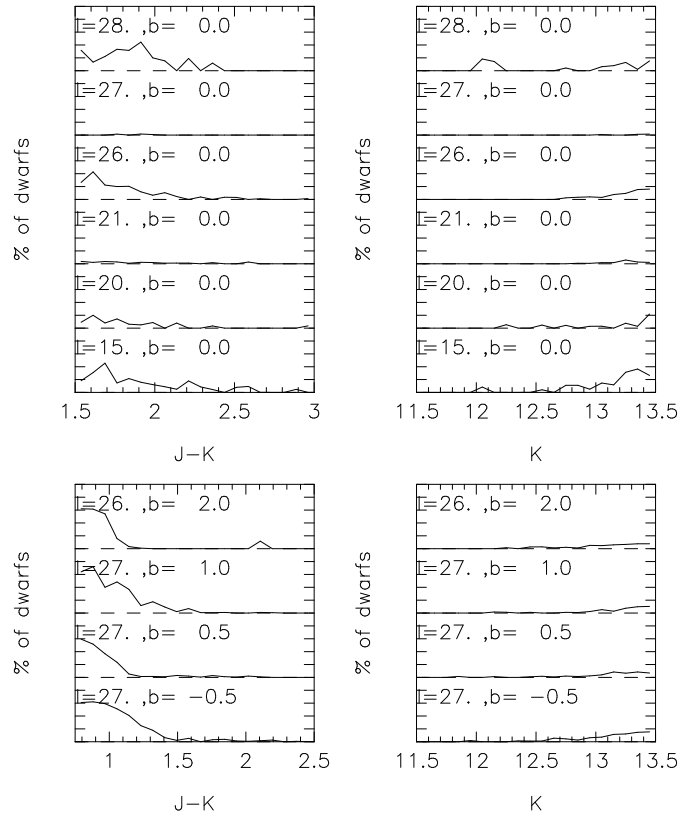 l=28. ,b= 0.0
l=27. ,b= 0.0
l=26. ,b= 0.0
l=21. ,b= 0.0
l=20. ,b= 0.0
l=15. ,b= 0.0
% of dwarfs
1.5 2 2.5 3
J-K
l=28. ,b= 0.0
l=27. ,b= 0.0
l=26. ,b= 0.0
l=21. ,b= 0.0
l=20. ,b= 0.0
l=15. ,b= 0.0
% of dwarfs
11.5 12 12.5 13 13.5
K
l=26. ,b= 2.0
l=27. ,b= 1.0
l=27. ,b= 0.5
l=27. ,b= -0.5
% of dwarfs
1 1.5 2 2.5
J-K
l=26. ,b= 2.0
l=27. ,b= 1.0
l=27. ,b= 0.5
l=27. ,b= -0.5
% of dwarfs
11.5 12 12.5 13 13.5
K